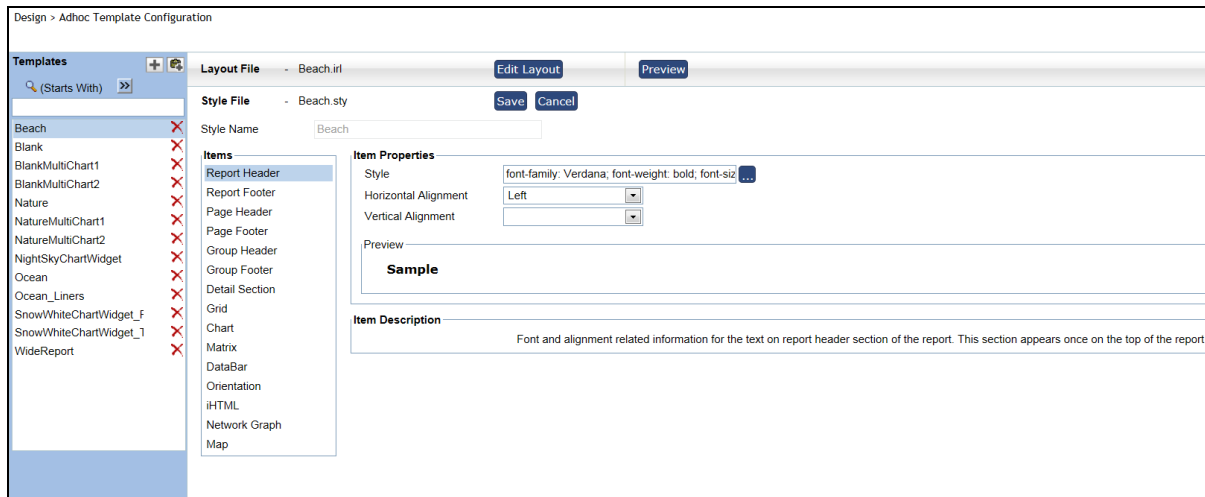 Design > Adhoc Template Configuration
Templates
(Starts With) >>
Beach
Blank
BlankMultiChart1
BlankMultiChart2
Nature
NatureMultiChart1
NatureMultiChart2
NightSkyChartWidget
Ocean
Ocean_Liners
SnowWhiteChartWidget_F
SnowWhiteChartWidget_T
WideReport
Layout File - Beach.irl Edit Layout Preview
Style File - Beach.sty Save Cancel
Style Name Beach
Items
Report Header
Report Footer
Page Header
Page Footer
Group Header
Group Footer
Detail Section
Grid
Chart
Matrix
DataBar
Orientation
iHTML
Network Graph
Map
Item Properties
Style font-family: Verdana; font-weight: bold; font-siz ...
Horizontal Alignment Left
Vertical Alignment
Preview
Sample
Item Description
Font and alignment related information for the text on report header section of the report. This section appears once on the top of the report